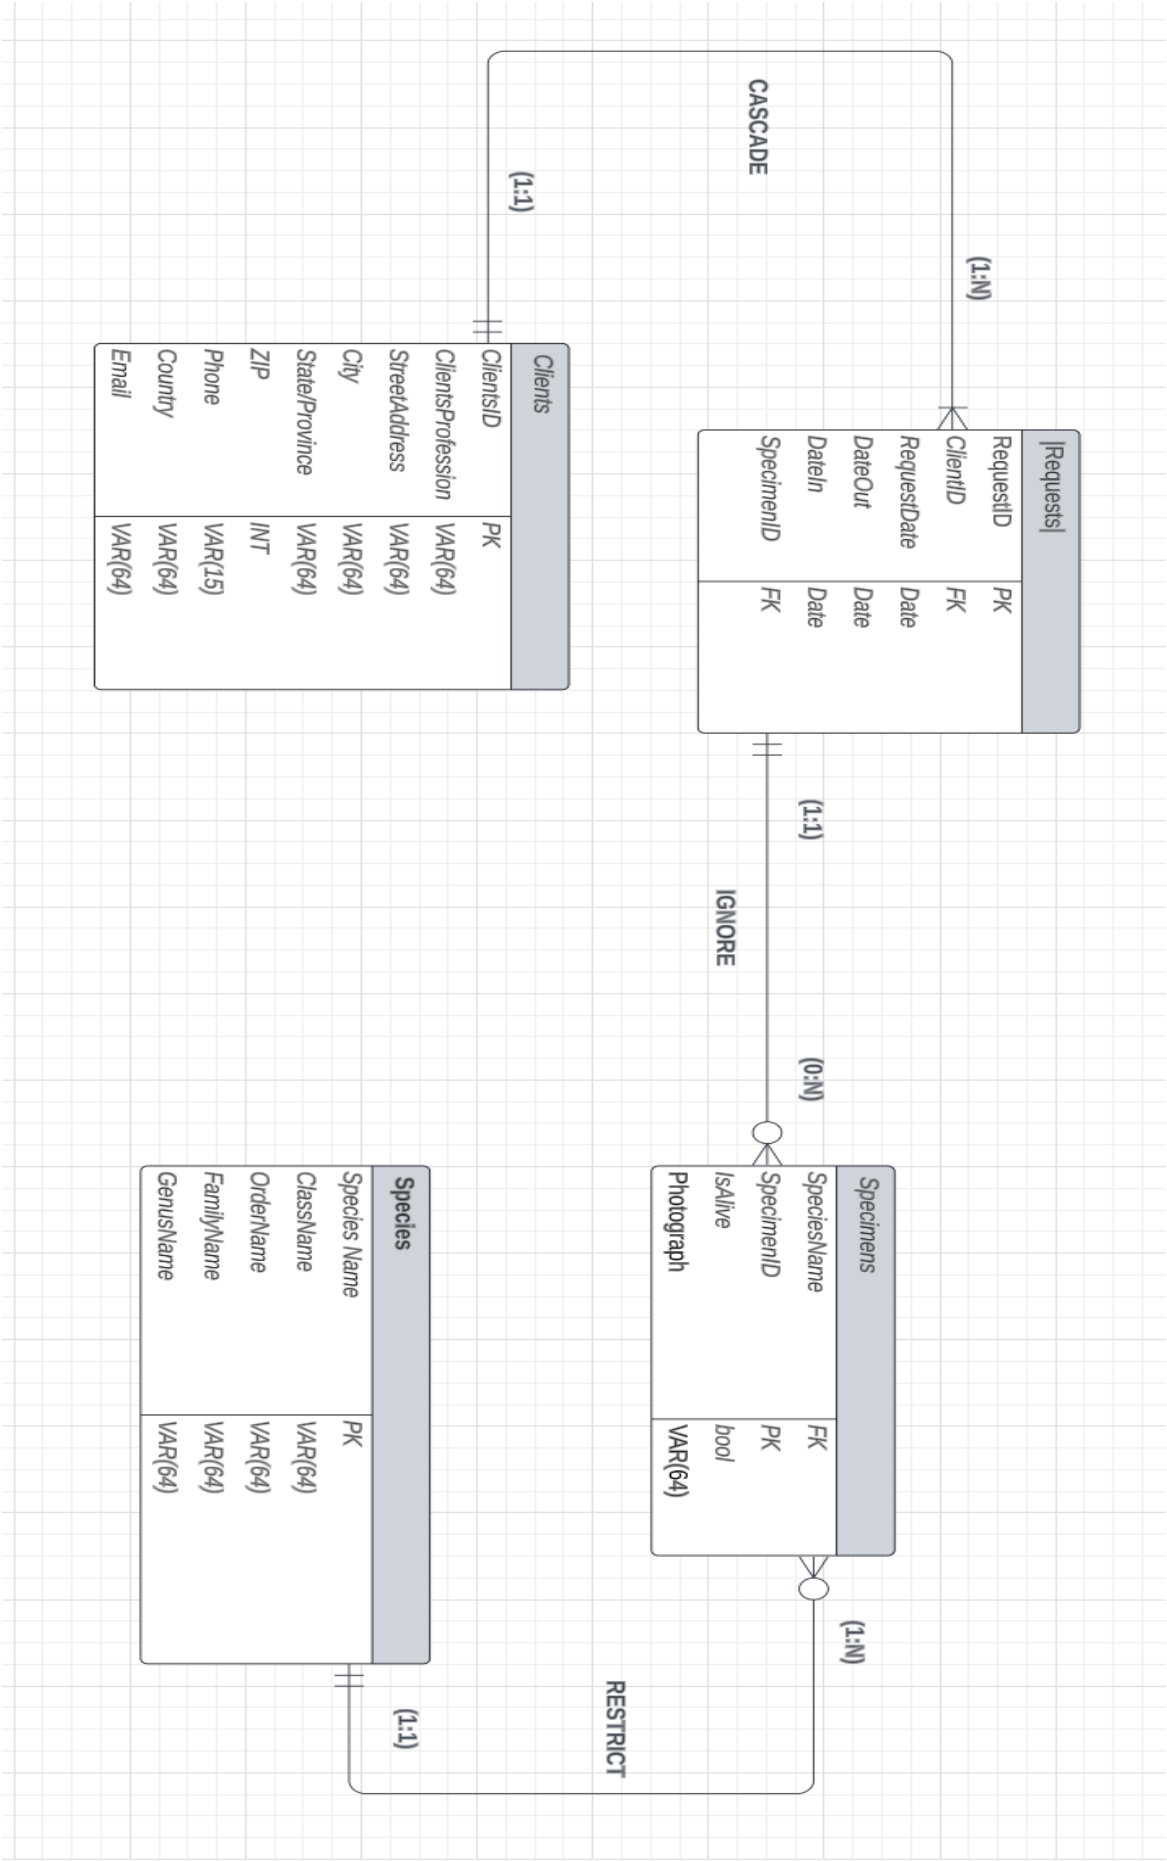 CASCADE
(1:1)
(1:N)
|Requests|
RequestID PK
ClientID FK
RequestDate Date
DateOut Date
DateIn Date
SpecimenID FK
Clients
ClientsID PK
ClientsProfession VAR(64)
StreetAddress VAR(64)
City VAR(64)
State/Province VAR(64)
ZIP INT
Phone VAR(15)
Country VAR(64)
Email VAR(64)
(1:1)
IGNORE
(0:N)
Specimens
SpeciesName FK
SpecimenID PK
IsAlive bool
Photograph VAR(64)
Species
Species Name PK
ClassName VAR(64)
OrderName VAR(64)
FamilyName VAR(64)
GenusName VAR(64)
(1:N)
RESTRICT
(1:1)